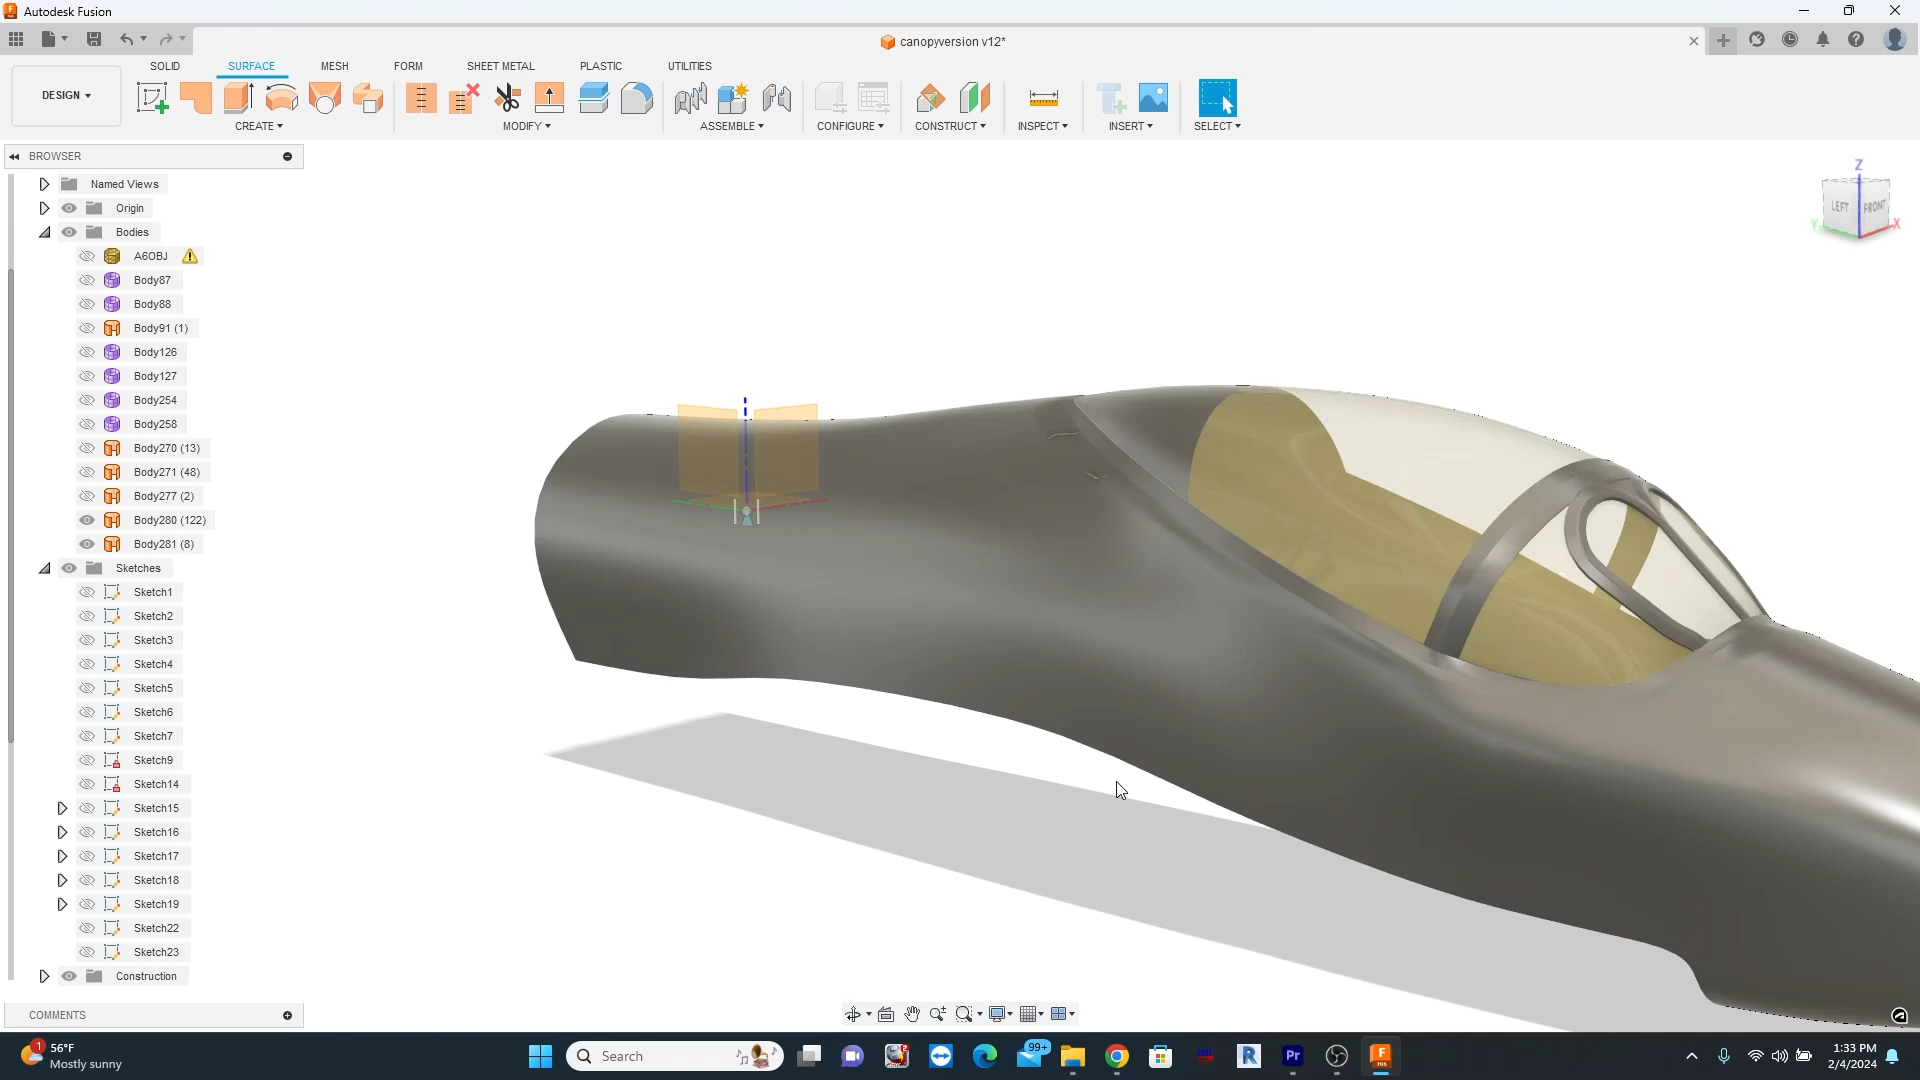 Autodesk Fusion
canopyversion v12*
SOLID SURFACE MESH FORM SHEET METAL PLASTIC UTILITIES
DESIGN
CREATE MODIFY ASSEMBLE CONFIGURE CONSTRUCT INSPECT INSERT SELECT
BROWSER
Named Views
Origin
Bodies
A6OBJ
Body87
Body88
Body91 (1)
Body126
Body127
Body254
Body258
Body270 (13)
Body271 (48)
Body277 (2)
Body280 (122)
Body281 (8)
Sketches
Sketch1
Sketch2
Sketch3
Sketch4
Sketch5
Sketch6
Sketch7
Sketch9
Sketch14
Sketch15
Sketch16
Sketch17
Sketch18
Sketch19
Sketch22
Sketch23
Construction
COMMENTS
Z
LEFT FRONT
Y X
1
56°F
Mostly sunny
Search
99+
R
Pr
F
FUS
1:33 PM
2/4/2024